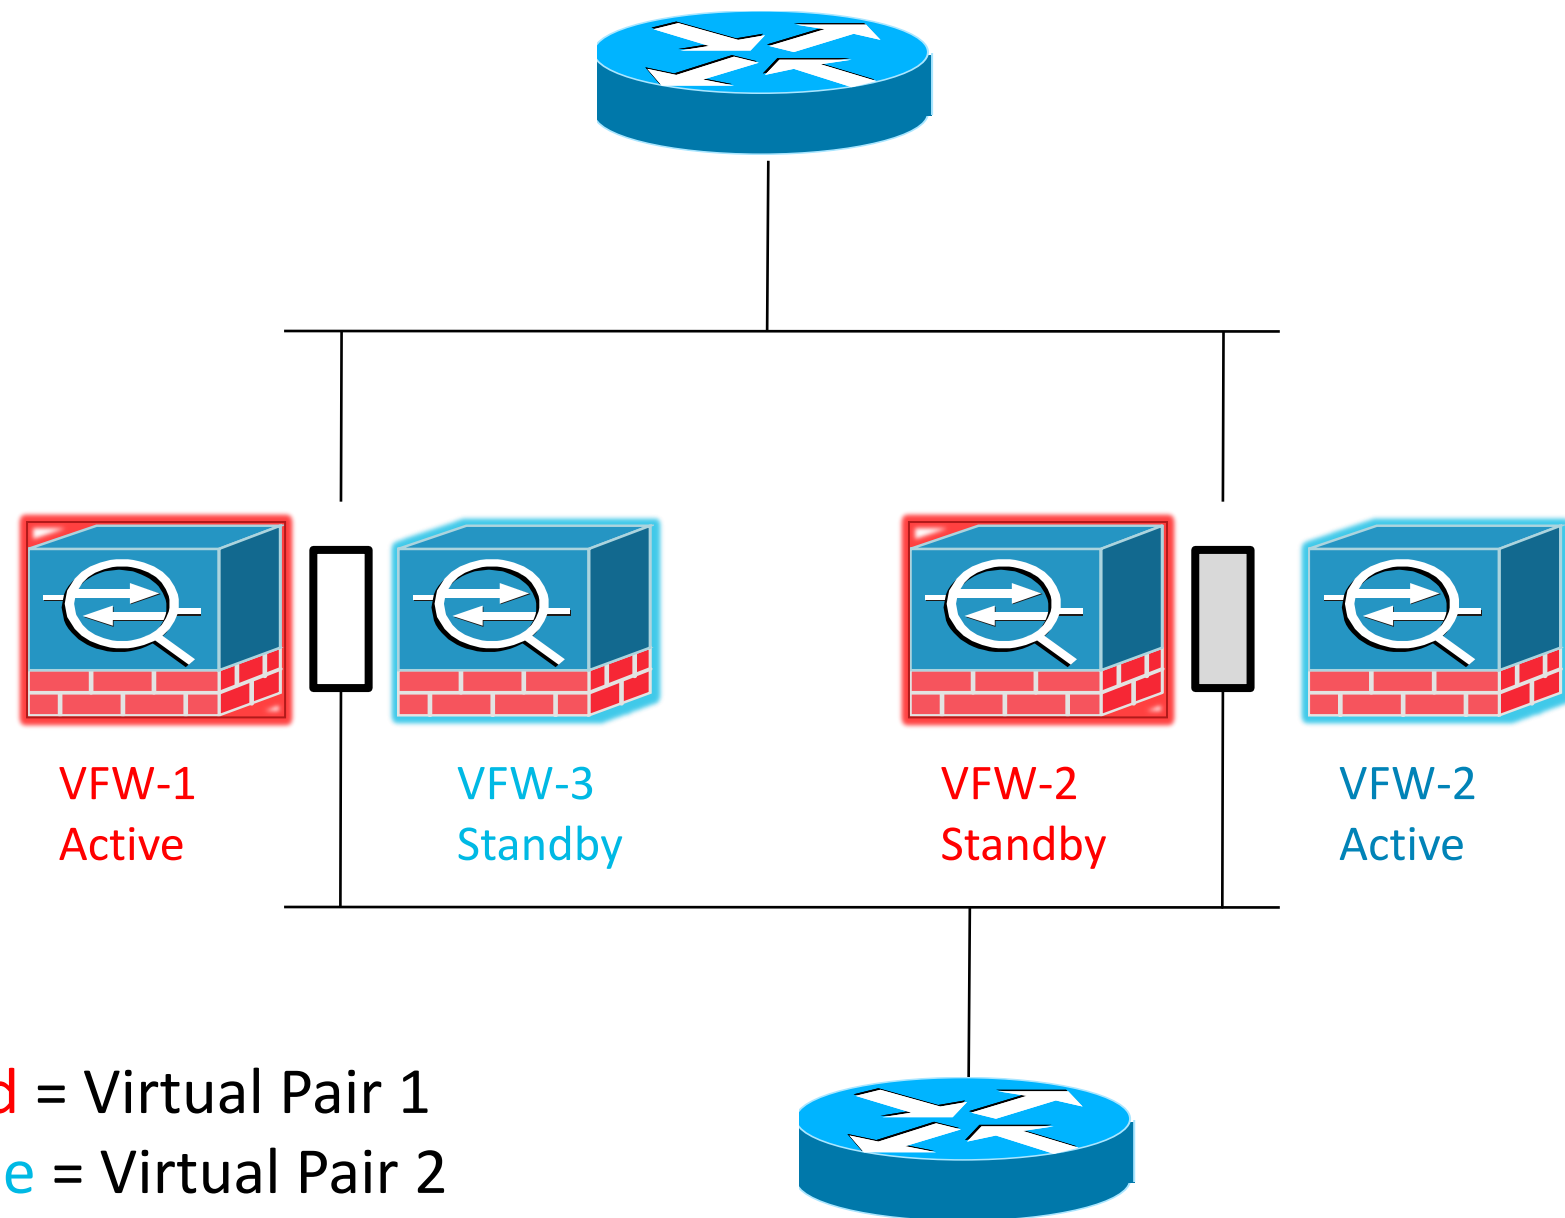 VFW-1
Active
VFW-3
Standby
VFW-2
Standby
VFW-2
Active
d = Virtual Pair 1
e = Virtual Pair 2